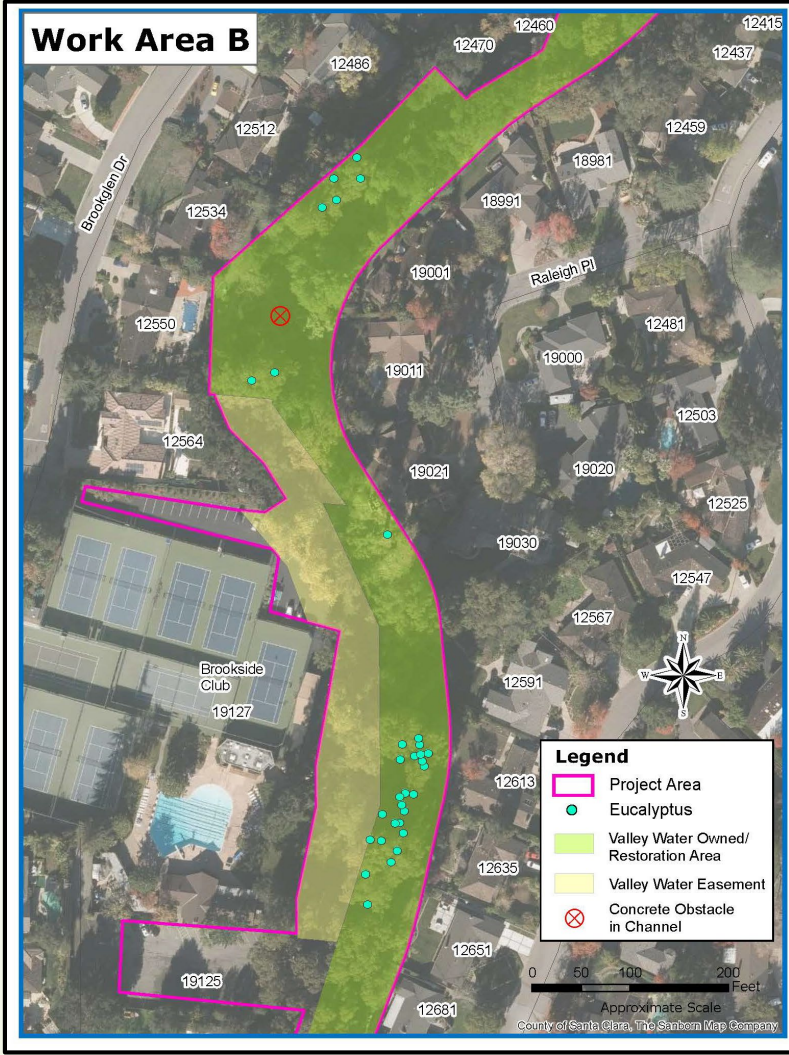 Work Area B
12460
12415
12470
12437
12486
12512
12459
18981
Brookglen Dr
12534
18991
19001
Raleigh Pl
12550
12481
19000
19011
12503
12564
19021
19020
12525
19030
12547
12567
N
W E
S
Brookside
Club
19127
12591
12613
12635
12651
19125
12681
Legend
Project Area
Eucalyptus
Valley Water Owned/
Restoration Area
Valley Water Easement
Concrete Obstacle
in Channel
0 50 100 200
Feet
Approximate Scale
County of Santa Clara, The Sanborn Map Company